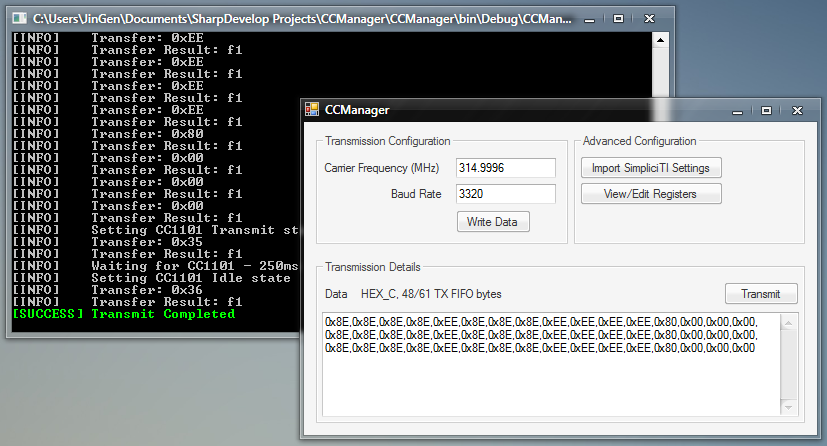 C:\Users\JinGen\Documents\SharpDevelop Projects\CCManager\CCManager\bin\Debug\CCMan...
[INFO] Transfer: 0xEE
[INFO] Transfer Result: f1
[INFO] Transfer: 0xEE
[INFO] Transfer Result: f1
[INFO] Transfer: 0xEE
[INFO] Transfer Result: f1
[INFO] Transfer: 0xEE
[INFO] Transfer Result: f1
[INFO] Transfer: 0x80
[INFO] Transfer Result: f1
[INFO] Transfer: 0x00
[INFO] Transfer Result: f1
[INFO] Transfer: 0x00
[INFO] Transfer Result: f1
[INFO] Transfer: 0x00
[INFO] Transfer Result: f1
[INFO] Setting CC1101 Transmit st
[INFO] Transfer: 0x35
[INFO] Transfer Result: f1
[INFO] Waiting for CC1101 - 250ms
[INFO] Setting CC1101 Idle state
[INFO] Transfer: 0x36
[INFO] Transfer Result: f1
[SUCCESS] Transmit Completed
CCManager
Transmission Configuration
Carrier Frequency (MHz) 314.9996
Baud Rate 3320
Write Data
Advanced Configuration
Import SimpliciTI Settings
View/Edit Registers
Transmission Details
Data HEX_C, 48/61 TX FIFO bytes
Transmit
0x8E,0x8E,0x8E,0x8E,0xEE,0x8E,0x8E,0x8E,0xEE,0xEE,0xEE,0xEE,0x80,0x00,0x00,0x00,
0x8E,0x8E,0x8E,0x8E,0xEE,0x8E,0x8E,0x8E,0xEE,0xEE,0xEE,0xEE,0x80,0x00,0x00,0x00,
0x8E,0x8E,0x8E,0x8E,0xEE,0x8E,0x8E,0x8E,0xEE,0xEE,0xEE,0xEE,0x80,0x00,0x00,0x00